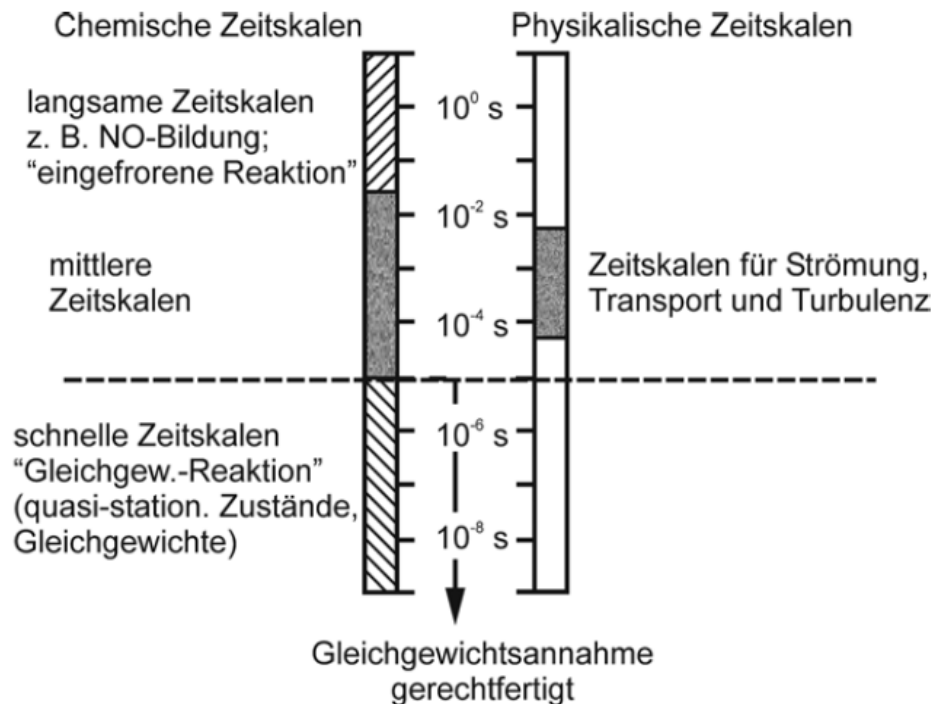 Chemische Zeitskalen
Physikalische Zeitskalen
langsame Zeitskalen
z. B. NO-Bildung;
“eingefrorene Reaktion”
mittlere
Zeitskalen
schnelle Zeitskalen
“Gleichgew.-Reaktion”
(quasi-station. Zustände,
Gleichgewichte)
10⁰ s
10⁻² s
10⁻⁴ s
10⁻⁶ s
10⁻⁸ s
Zeitskalen für Strömung,
Transport und Turbulenz
Gleichgewichtsannahme
gerechtfertigt